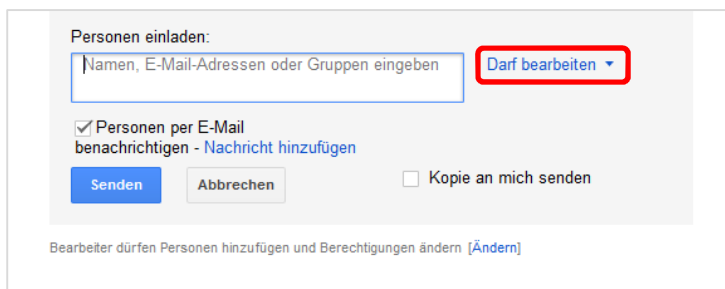 Personen einladen:
Namen, E-Mail-Adressen oder Gruppen eingeben
Darf bearbeiten
Personen per E-Mail
benachrichtigen - Nachricht hinzufügen
Senden
Abbrechen
Kopie an mich senden
Bearbeiter dürfen Personen hinzufügen und Berechtigungen ändern [Ändern]